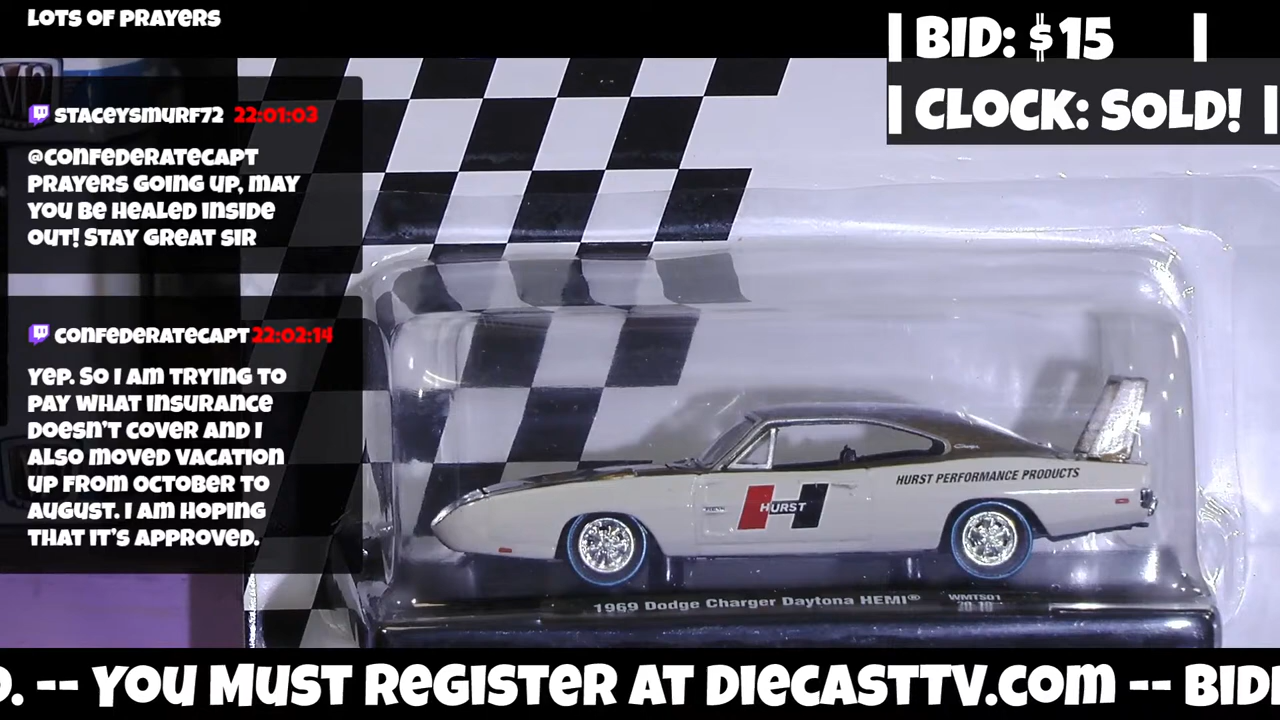 LOTS OF PRAYERS
| BID: $15 |
| CLOCK: SOLD! |
STACEYSMURF72 22:01:03
@CONFEDERATECAPT
PRAYERS GOING UP, MAY
YOU BE HEALED INSIDE
OUT! STAY GREAT SIR
CONFEDERATECAPT 22:02:14
YEP. SO I AM TRYING TO
PAY WHAT INSURANCE
DOESN'T COVER AND I
ALSO MOVED VACATION
UP FROM OCTOBER TO
AUGUST. I AM HOPING
THAT IT'S APPROVED.
HURST PERFORMANCE PRODUCTS
HURST
1969 Dodge Charger Daytona HEMI®
WMTS01
. -- YOU MUST REGISTER AT DIECASTTV.COM -- BID